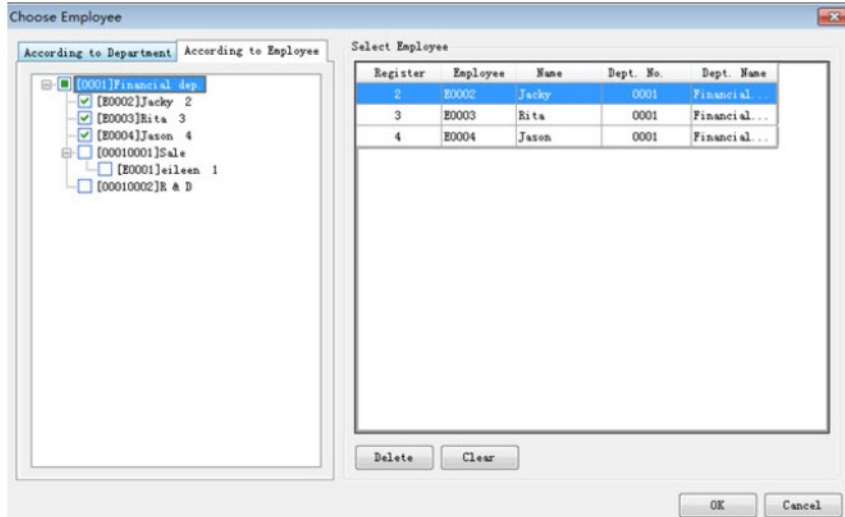 Choose Employee
According to Department According to Employee
[0001]Financial dep.
[E0002]Jacky 2
[E0003]Rita 3
[E0004]Jason 4
[00010001]Sale
[E0001]eileen 1
[00010002]R & D
Select Employee
Register Employee Name Dept. No. Dept. Name
2 E0002 Jacky 0001 Financial...
3 E0003 Rita 0001 Financial...
4 E0004 Jason 0001 Financial...
Delete Clear
OK Cancel